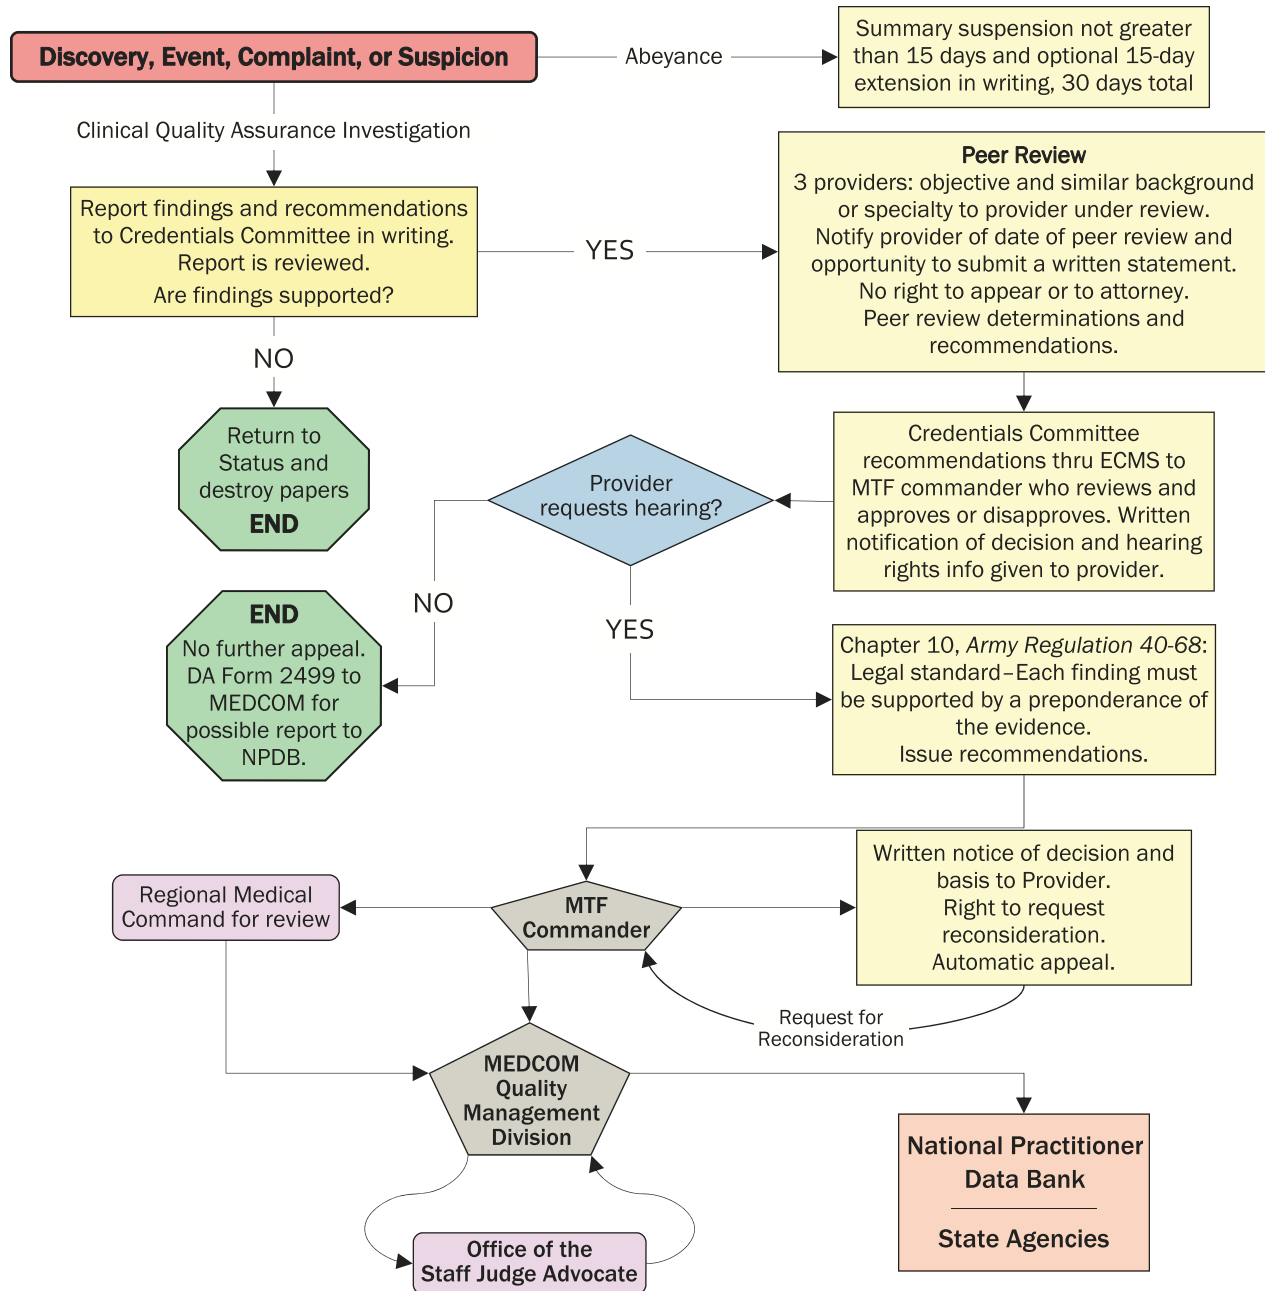 Discovery, Event, Complaint, or Suspicion
Abeyance
Summary suspension not greater
than 15 days and optional 15-day
extension in writing, 30 days total
Clinical Quality Assurance Investigation
Report findings and recommendations
to Credentials Committee in writing.
Report is reviewed.
Are findings supported?
YES
Peer Review
3 providers: objective and similar background
or specialty to provider under review.
Notify provider of date of peer review and
opportunity to submit a written statement.
No right to appear or to attorney.
Peer review determinations and
recommendations.
NO
Return to
Status and
destroy papers
END
Provider
requests hearing?
Credentials Committee
recommendations thru ECMS to
MTF commander who reviews and
approves or disapproves. Written
notification of decision and hearing
rights info given to provider.
NO
YES
END
No further appeal.
DA Form 2499 to
MEDCOM for
possible report to
NPDB.
Chapter 10, Army Regulation 40-68:
Legal standard–Each finding must
be supported by a preponderance of
the evidence.
Issue recommendations.
Regional Medical
Command for review
MTF
Commander
Written notice of decision and
basis to Provider.
Right to request
reconsideration.
Automatic appeal.
Request for
Reconsideration
MEDCOM
Quality
Management
Division
National Practitioner
Data Bank
State Agencies
Office of the
Staff Judge Advocate